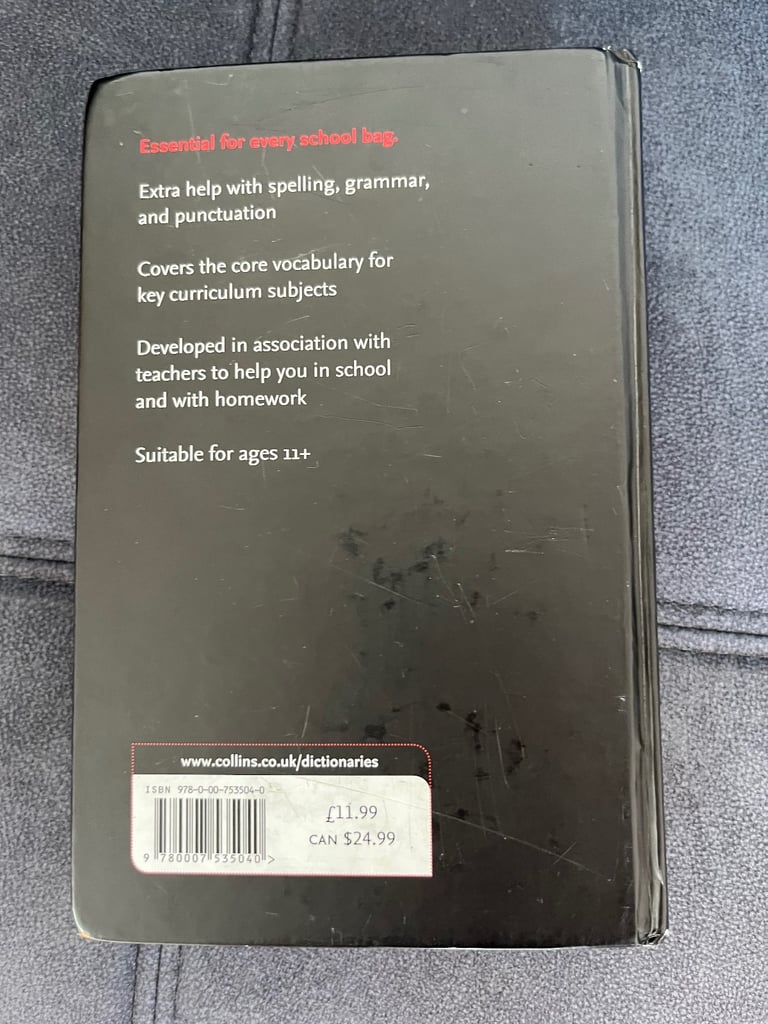 Essential for every school bag.
Extra help with spelling, grammar,
and punctuation
Covers the core vocabulary for
key curriculum subjects
Developed in association with
teachers to help you in school
and with homework
Suitable for ages 11+
www.collins.co.uk/dictionaries
ISBN 978-0-00-753504-0
£11.99
CAN $24.99
9 780007 535040 >